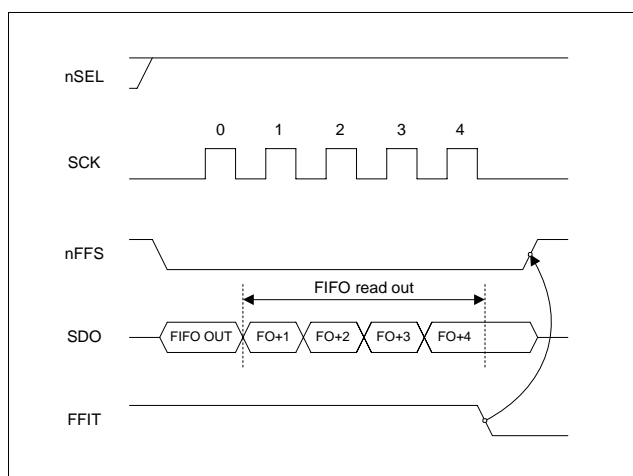 nSEL
0 1 2 3 4
SCK
nFFS
FIFO read out
SDO
FIFO OUT FO+1 FO+2 FO+3 FO+4
FFIT